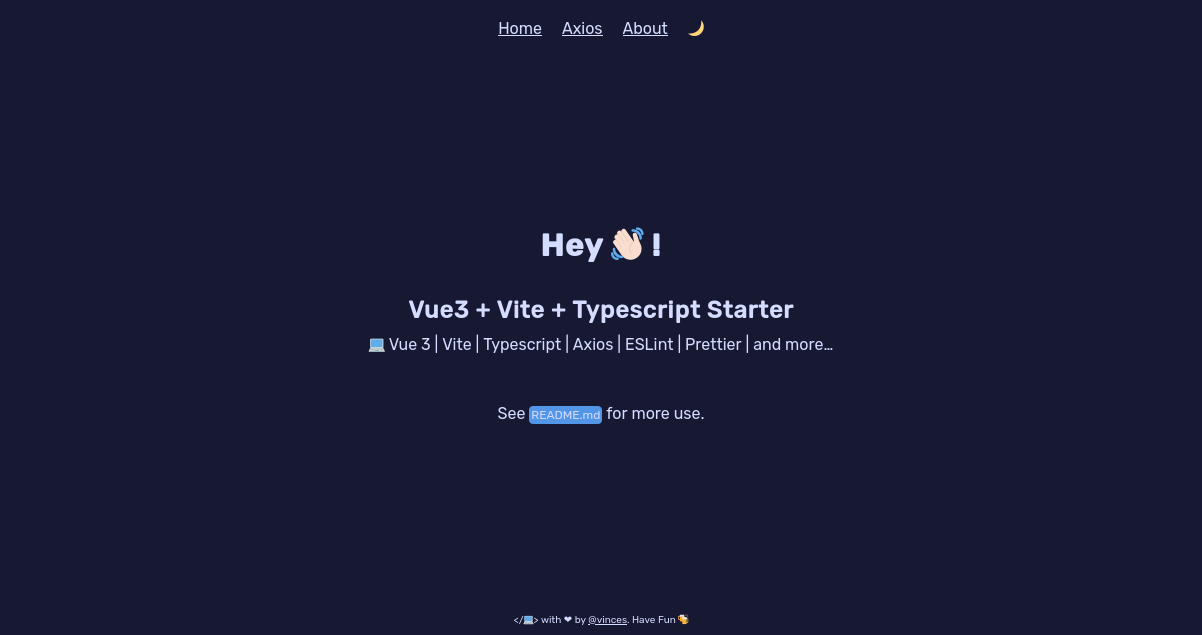 Home Axios About 🌙
Hey 👋🏻 !
Vue3 + Vite + Typescript Starter
💻 Vue 3 | Vite | Typescript | Axios | ESLint | Prettier | and more...
See README.md for more use.
</💻> with ❤ by @vinces. Have Fun 🍻